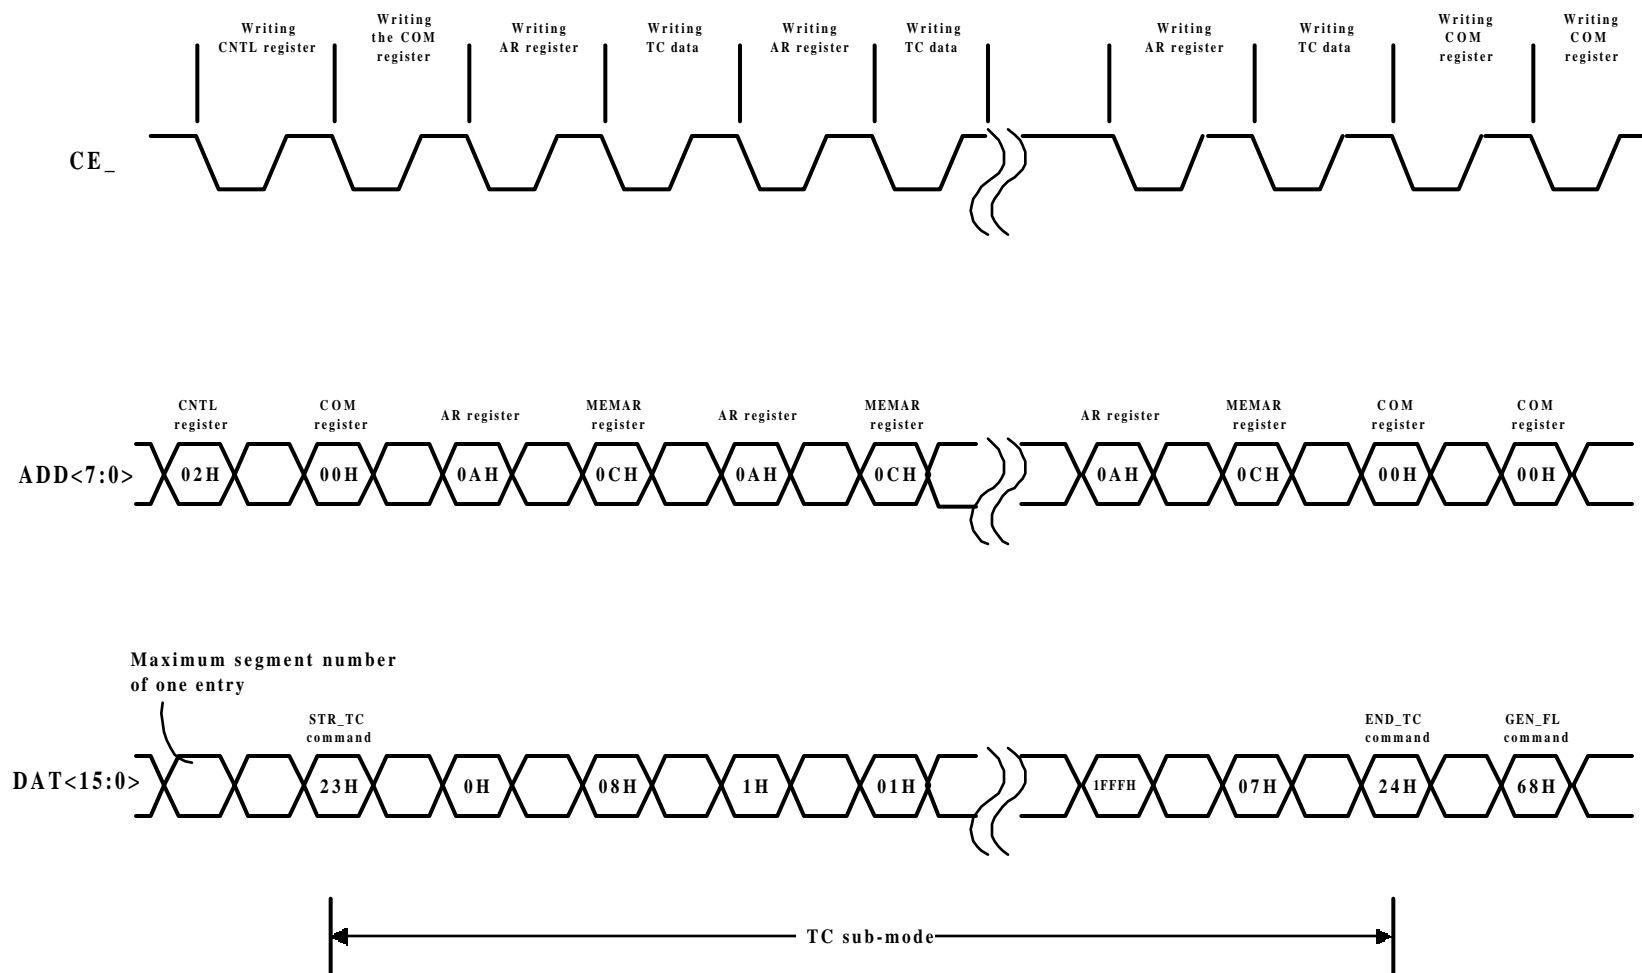 Writing
CNTL register
Writing
the COM
register
Writing
AR register
Writing
TC data
Writing
AR register
Writing
TC data
Writing
AR register
Writing
TC data
Writing
COM
register
Writing
COM
register
CE_
CNTL
register
COM
register
AR register
MEMAR
register
AR register
MEMAR
register
AR register
MEMAR
register
COM
register
COM
register
ADD<7:0> 02H 00H 0AH 0CH 0AH 0CH 0AH 0CH 00H 00H
Maximum segment number
of one entry
STR_TC
command
END_TC
command
GEN_FL
command
DAT<15:0> 23H 0H 08H 1H 01H 1FFFH 07H 24H 68H
TC sub-mode